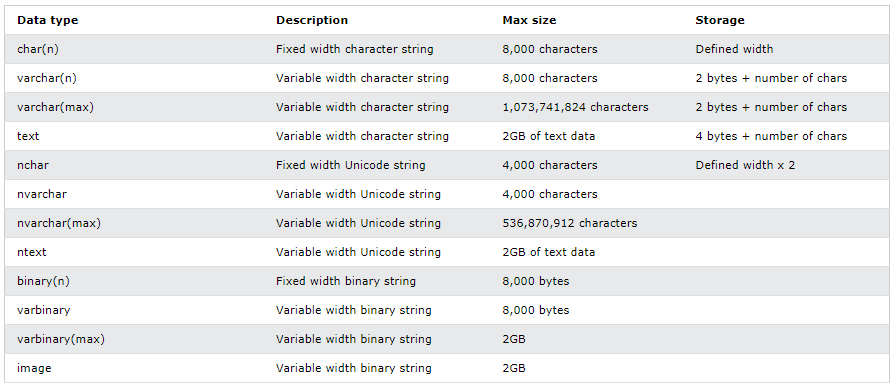 Data type Description Max size Storage
char(n) Fixed width character string 8,000 characters Defined width
varchar(n) Variable width character string 8,000 characters 2 bytes + number of chars
varchar(max) Variable width character string 1,073,741,824 characters 2 bytes + number of chars
text Variable width character string 2GB of text data 4 bytes + number of chars
nchar Fixed width Unicode string 4,000 characters Defined width x 2
nvarchar Variable width Unicode string 4,000 characters
nvarchar(max) Variable width Unicode string 536,870,912 characters
ntext Variable width Unicode string 2GB of text data
binary(n) Fixed width binary string 8,000 bytes
varbinary Variable width binary string 8,000 bytes
varbinary(max) Variable width binary string 2GB
image Variable width binary string 2GB